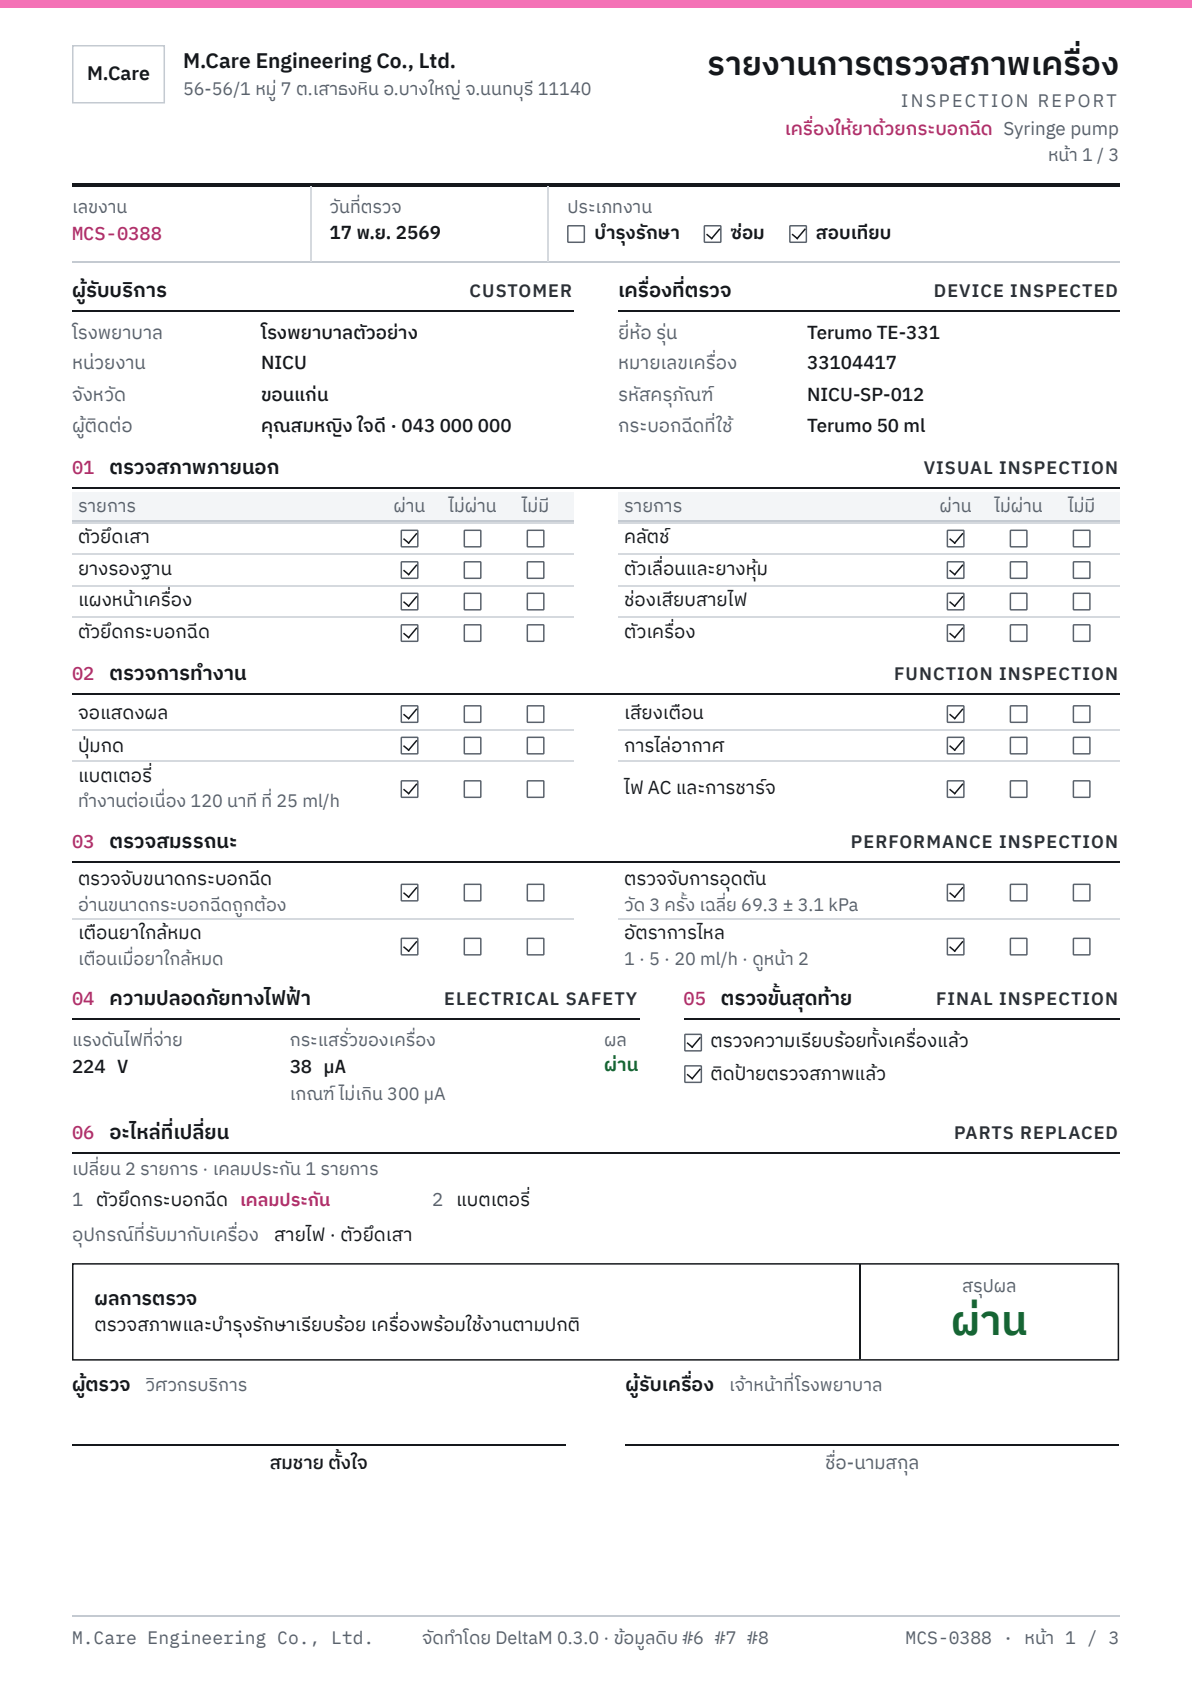 M.Care
M.Care Engineering Co., Ltd.
56-56/1 หมู่ 7 ต.เสาธงหิน อ.บางใหญ่ จ.นนทบุรี 11140
รายงานการตรวจสภาพเครื่อง
INSPECTION REPORT
เครื่องให้ยาด้วยกระบอกฉีด Syringe pump
หน้า 1 / 3
เลขงาน
MCS-0388
วันที่ตรวจ
17 พ.ย. 2569
ประเภทงาน
บำรุงรักษา ซ่อม สอบเทียบ
ผู้รับบริการ CUSTOMER
โรงพยาบาล โรงพยาบาลตัวอย่าง
หน่วยงาน NICU
จังหวัด ขอนแก่น
ผู้ติดต่อ คุณสมหญิง ใจดี · 043 000 000
เครื่องที่ตรวจ DEVICE INSPECTED
ยี่ห้อ รุ่น Terumo TE-331
หมายเลขเครื่อง 33104417
รหัสครุภัณฑ์ NICU-SP-012
กระบอกฉีดที่ใช้ Terumo 50 ml
01 ตรวจสภาพภายนอก VISUAL INSPECTION
รายการ ผ่าน ไม่ผ่าน ไม่มี รายการ ผ่าน ไม่ผ่าน ไม่มี
ตัวยึดเสา คลัตช์
ยางรองฐาน ตัวเลื่อนและยางหุ้ม
แผงหน้าเครื่อง ช่องเสียบสายไฟ
ตัวยึดกระบอกฉีด ตัวเครื่อง
02 ตรวจการทำงาน FUNCTION INSPECTION
จอแสดงผล เสียงเตือน
ปุ่มกด การไล่อากาศ
แบตเตอรี่
ทำงานต่อเนื่อง 120 นาที ที่ 25 ml/h
ไฟ AC และการชาร์จ
03 ตรวจสมรรถนะ PERFORMANCE INSPECTION
ตรวจจับขนาดกระบอกฉีด
อ่านขนาดกระบอกฉีดถูกต้อง
ตรวจจับการอุดตัน
วัด 3 ครั้ง เฉลี่ย 69.3 ± 3.1 kPa
เตือนยาใกล้หมด
เตือนเมื่อยาใกล้หมด
อัตราการไหล
1 · 5 · 20 ml/h · ดูหน้า 2
04 ความปลอดภัยทางไฟฟ้า ELECTRICAL SAFETY
แรงดันไฟที่จ่าย กระแสรั่วของเครื่อง ผล
224 V 38 µA ผ่าน
เกณฑ์ ไม่เกิน 300 µA
05 ตรวจขั้นสุดท้าย FINAL INSPECTION
ตรวจความเรียบร้อยทั้งเครื่องแล้ว
ติดป้ายตรวจสภาพแล้ว
06 อะไหล่ที่เปลี่ยน PARTS REPLACED
เปลี่ยน 2 รายการ · เคลมประกัน 1 รายการ
1 ตัวยึดกระบอกฉีด เคลมประกัน 2 แบตเตอรี่
อุปกรณ์ที่รับมากับเครื่อง สายไฟ · ตัวยึดเสา
ผลการตรวจ
ตรวจสภาพและบำรุงรักษาเรียบร้อย เครื่องพร้อมใช้งานตามปกติ
สรุปผล
ผ่าน
ผู้ตรวจ วิศวกรบริการ
สมชาย ตั้งใจ
ผู้รับเครื่อง เจ้าหน้าที่โรงพยาบาล
ชื่อ-นามสกุล
M.Care Engineering Co., Ltd. จัดทำโดย DeltaM 0.3.0 · ข้อมูลดิบ #6 #7 #8 MCS-0388 · หน้า 1 / 3